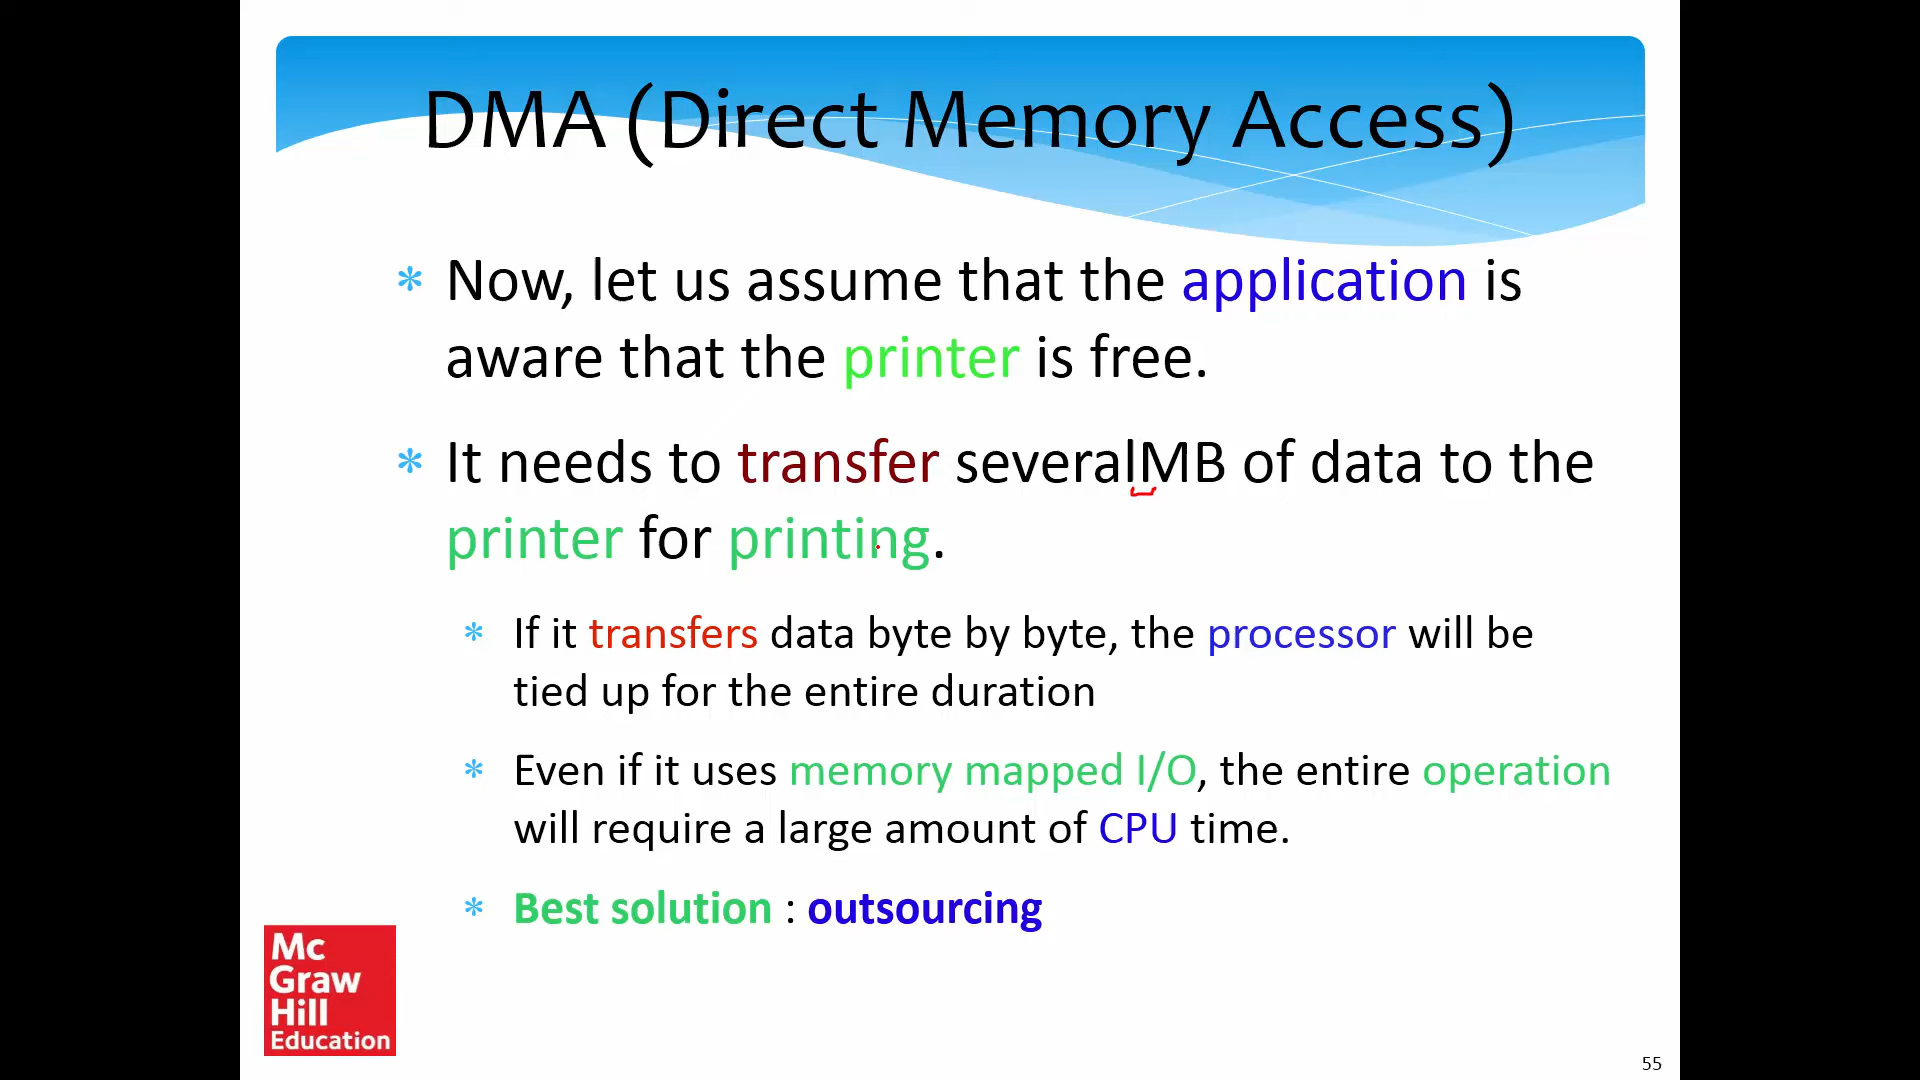 DMA (Direct Memory Access)
* Now, let us assume that the application is
aware that the printer is free.
* It needs to transfer severalMB of data to the
printer for printing.
* If it transfers data byte by byte, the processor will be
tied up for the entire duration
* Even if it uses memory mapped I/O, the entire operation
will require a large amount of CPU time.
* Best solution : outsourcing
Mc
Graw
Hill
Education
55